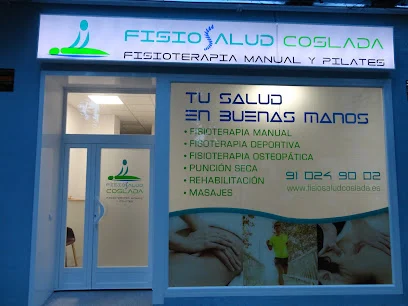 FISIOSALUD COSLADA
FISIOTERAPIA MANUAL Y PILATES
TU SALUD
EN BUENAS MANOS
• FISIOTERAPIA MANUAL
• FISIOTERAPIA DEPORTIVA
• FISIOTERAPIA OSTEOPÁTICA
• PUNCIÓN SECA
• REHABILITACIÓN
• MASAJES
91 024 90 02
www.fisiosaludcoslada.es
FISIOSALUD
COSLADA